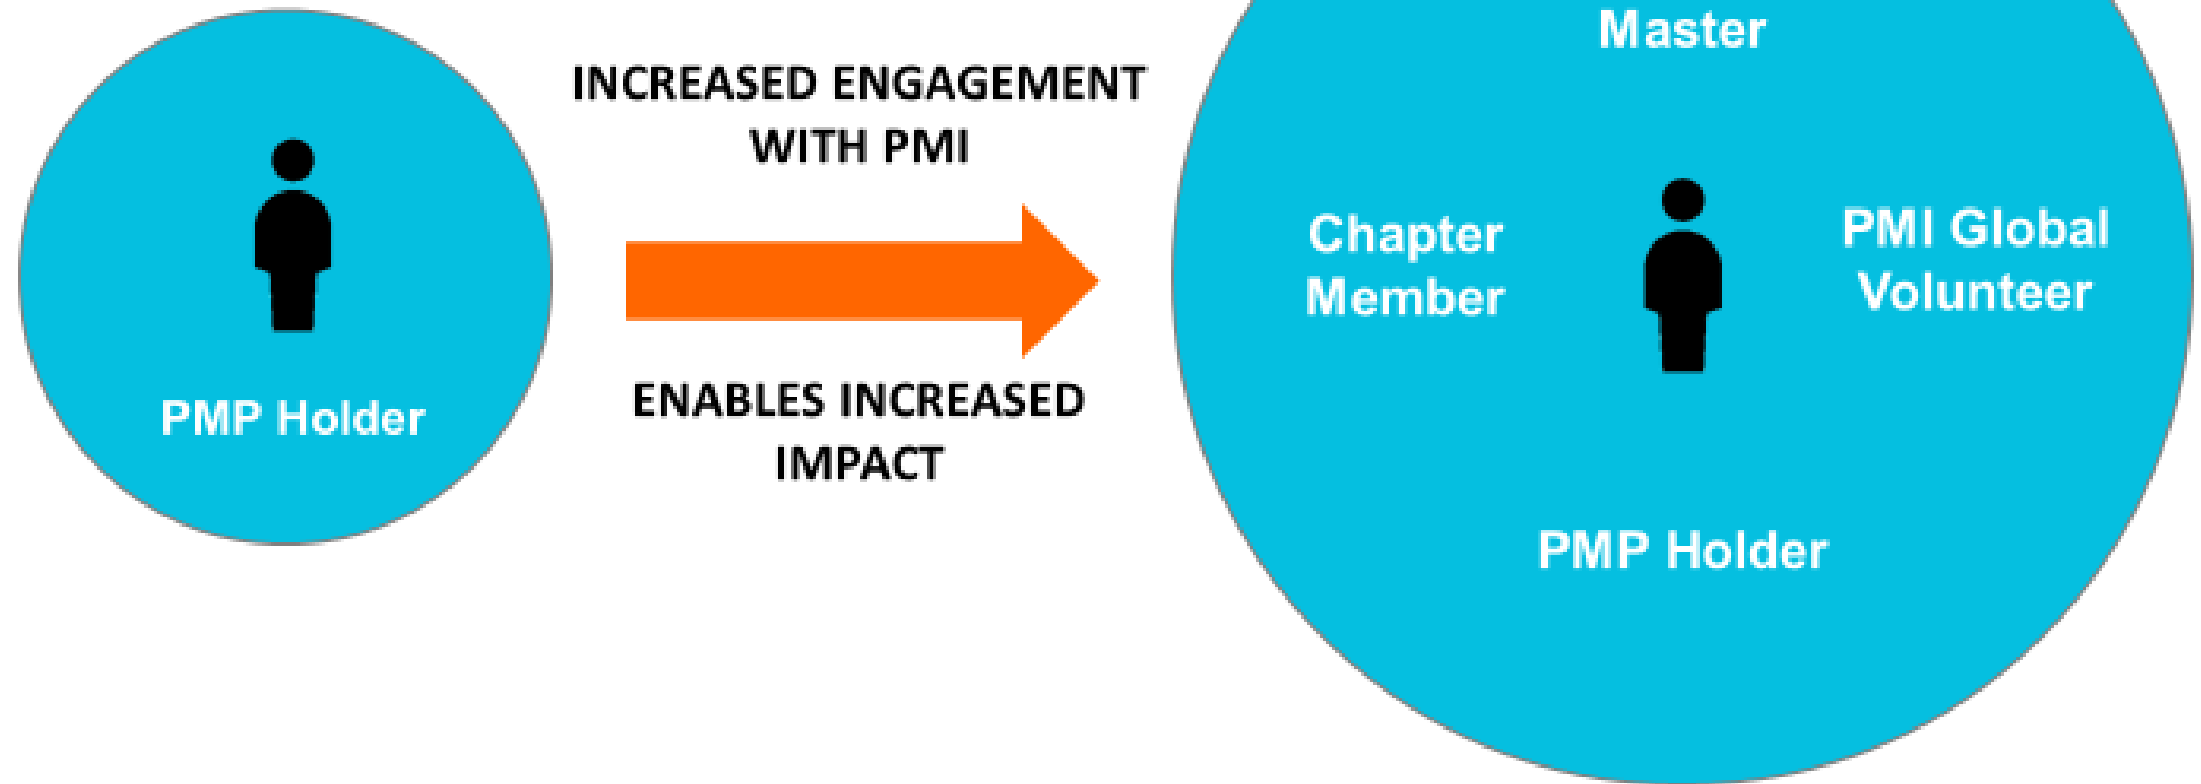 PMP Holder
INCREASED ENGAGEMENT
WITH PMI
ENABLES INCREASED
IMPACT
Master
Chapter
Member
PMI Global
Volunteer
PMP Holder